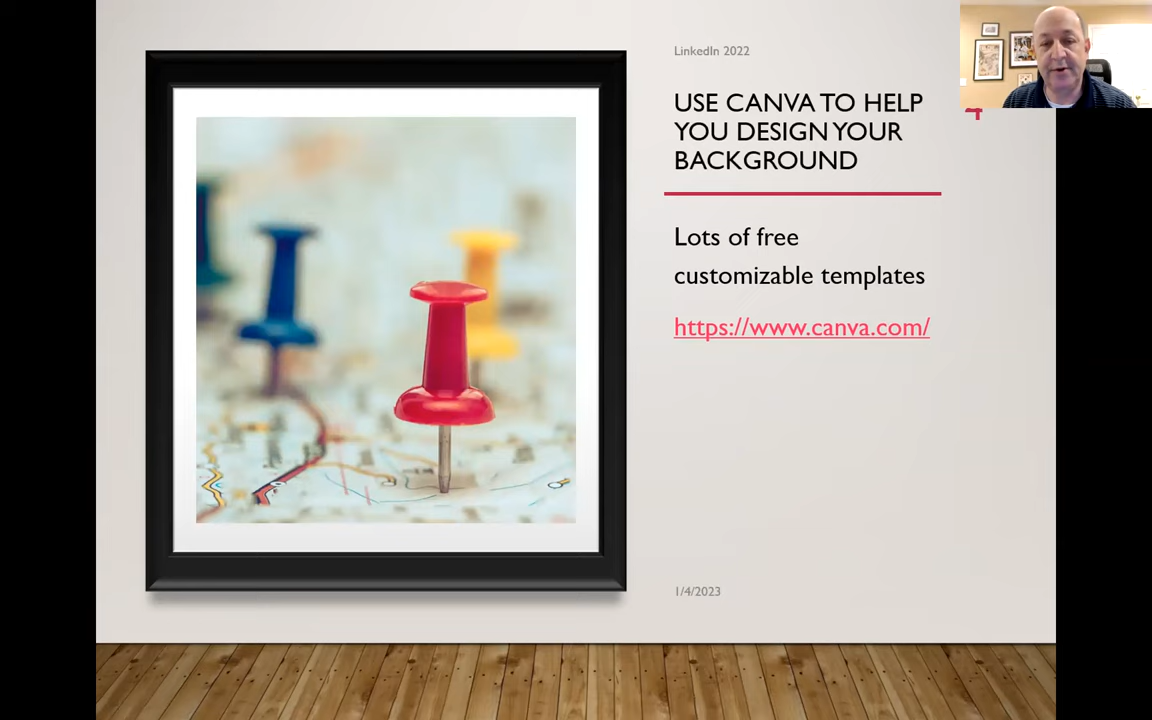 LinkedIn 2022
USE CANVA TO HELP
YOU DESIGN YOUR
BACKGROUND
Lots of free
customizable templates
https://www.canva.com/
1/4/2023